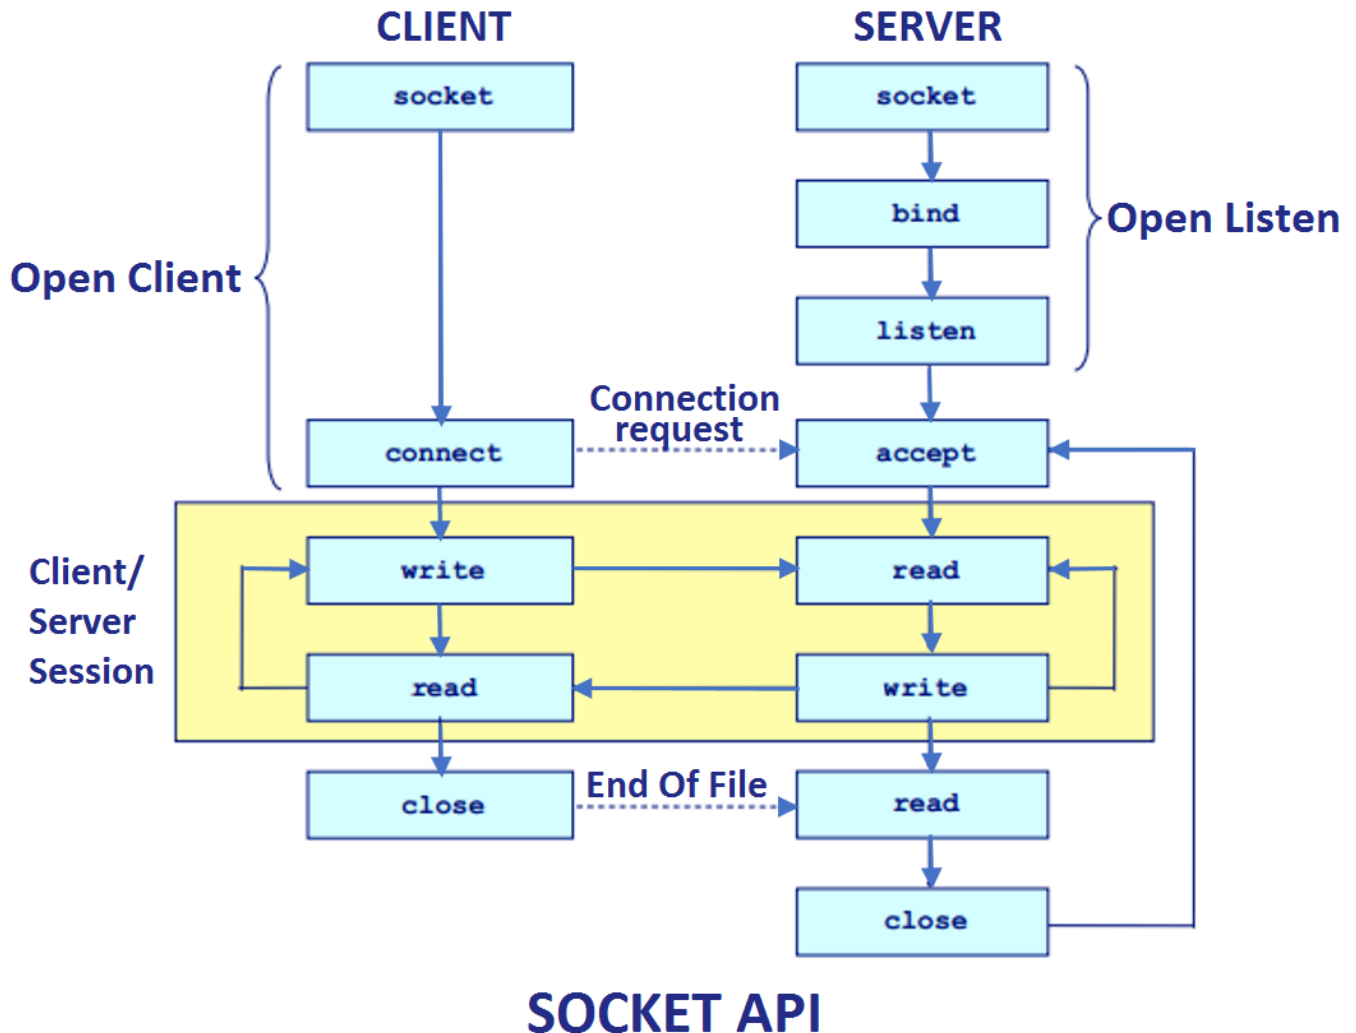 CLIENT
SERVER
socket
socket
bind
Open Listen
Open Client
listen
Connection
request
connect
accept
Client/
Server
Session
write
read
read
write
End Of File
close
read
close
SOCKET API